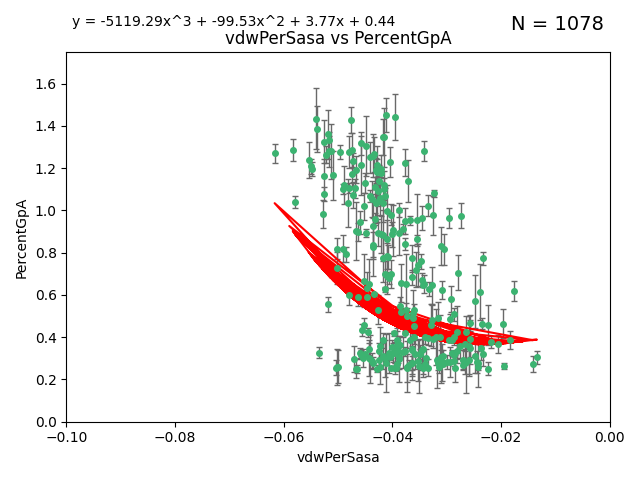 y = -5119.29x^3 + -99.53x^2 + 3.77x + 0.44
N = 1078
vdwPerSasa vs PercentGpA
PercentGpA
1.6
1.4
1.2
1.0
0.8
0.6
0.4
0.2
0.0
−0.10 −0.08 −0.06 −0.04 −0.02 0.00
vdwPerSasa